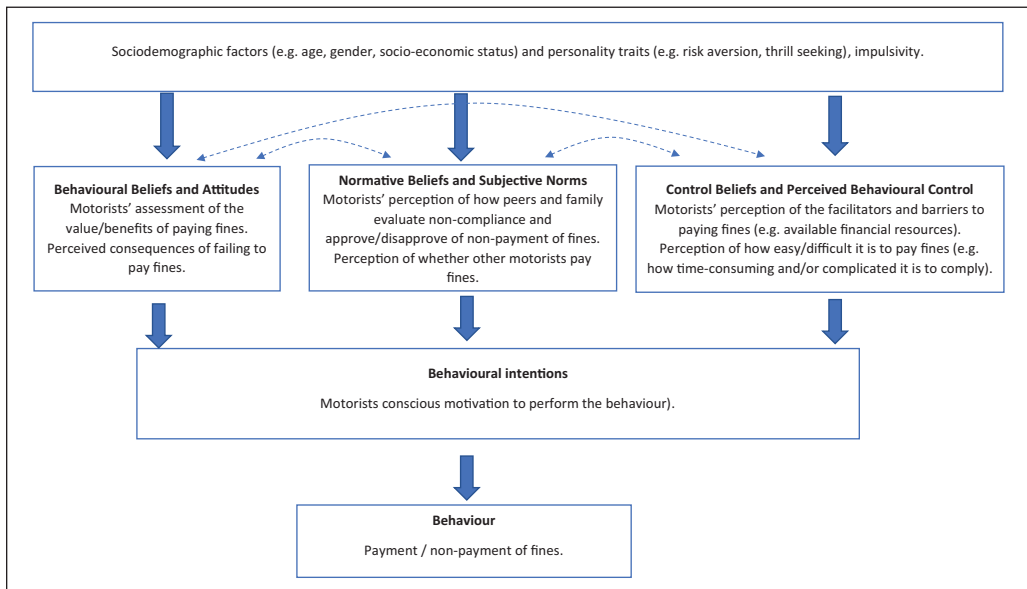 Sociodemographic factors (e.g. age, gender, socio-economic status) and personality traits (e.g. risk aversion, thrill seeking), impulsivity.
Behavioural Beliefs and Attitudes
Motorists' assessment of the
value/benefits of paying fines.
Perceived consequences of failing to
pay fines.
Normative Beliefs and Subjective Norms
Motorists' perception of how peers and family
evaluate non-compliance and
approve/disapprove of non-payment of fines.
Perception of whether other motorists pay
fines.
Control Beliefs and Perceived Behavioural Control
Motorists' perception of the facilitators and barriers to
paying fines (e.g. available financial resources).
Perception of how easy/difficult it is to pay fines (e.g.
how time-consuming and/or complicated it is to comply).
Behavioural intentions
Motorists conscious motivation to perform the behaviour).
Behaviour
Payment / non-payment of fines.